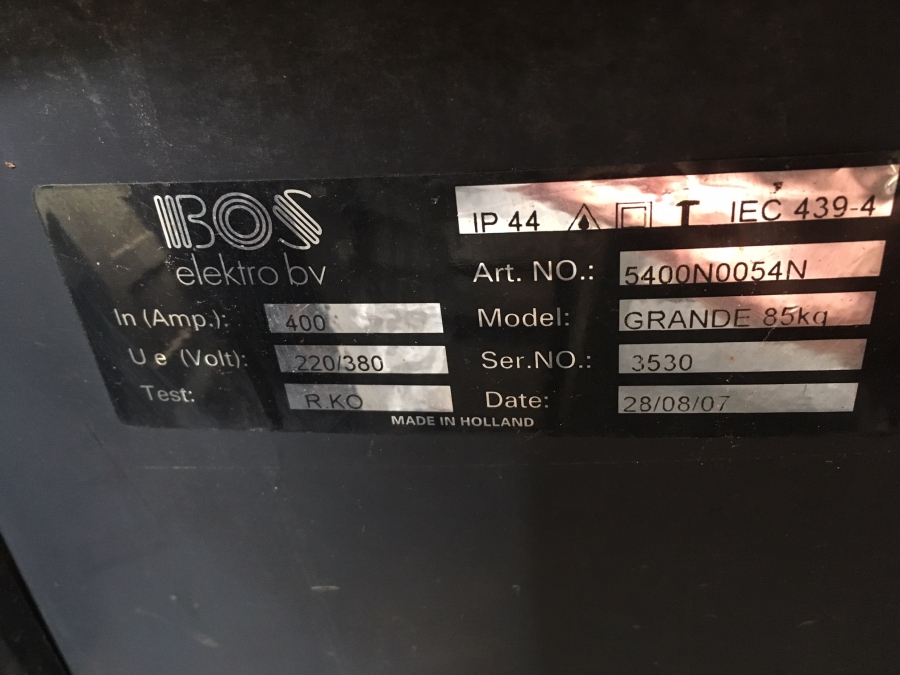 BOS
elektro bv
IP 44 T IEC 439-4
Art. NO.: 5400N0054N
In (Amp.): 400
Model: GRANDE 85kg
U e (Volt): 220/380
Ser.NO.: 3530
Test: R.KO
Date: 28/08/07
MADE IN HOLLAND